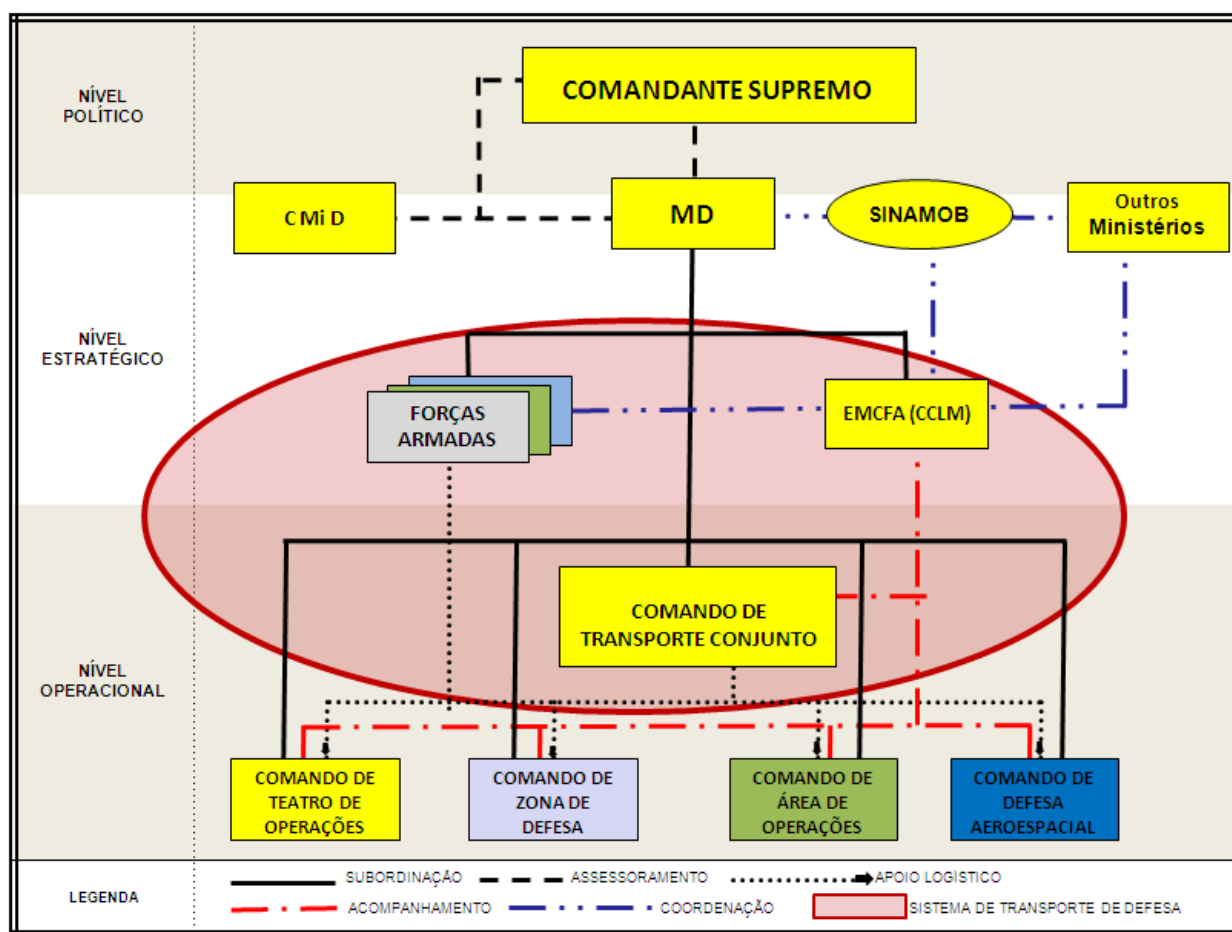 NÍVEL
POLÍTICO
COMANDANTE SUPREMO
C Mi D
MD
SINAMOB
Outros
Ministérios
NÍVEL
ESTRATÉGICO
FORÇAS
ARMADAS
EMCFA (CCLM)
NÍVEL
OPERACIONAL
COMANDO DE
TRANSPORTE CONJUNTO
COMANDO DE
TEATRO DE
OPERAÇÕES
COMANDO DE
ZONA DE
DEFESA
COMANDO DE
ÁREA DE
OPERAÇÕES
COMANDO DE
DEFESA
AEROESPACIAL
LEGENDA
SUBORDINAÇÃO
ASSESSORAMENTO
APOIO LOGÍSTICO
ACOMPANHAMENTO
COORDENAÇÃO
SISTEMA DE TRANSPORTE DE DEFESA